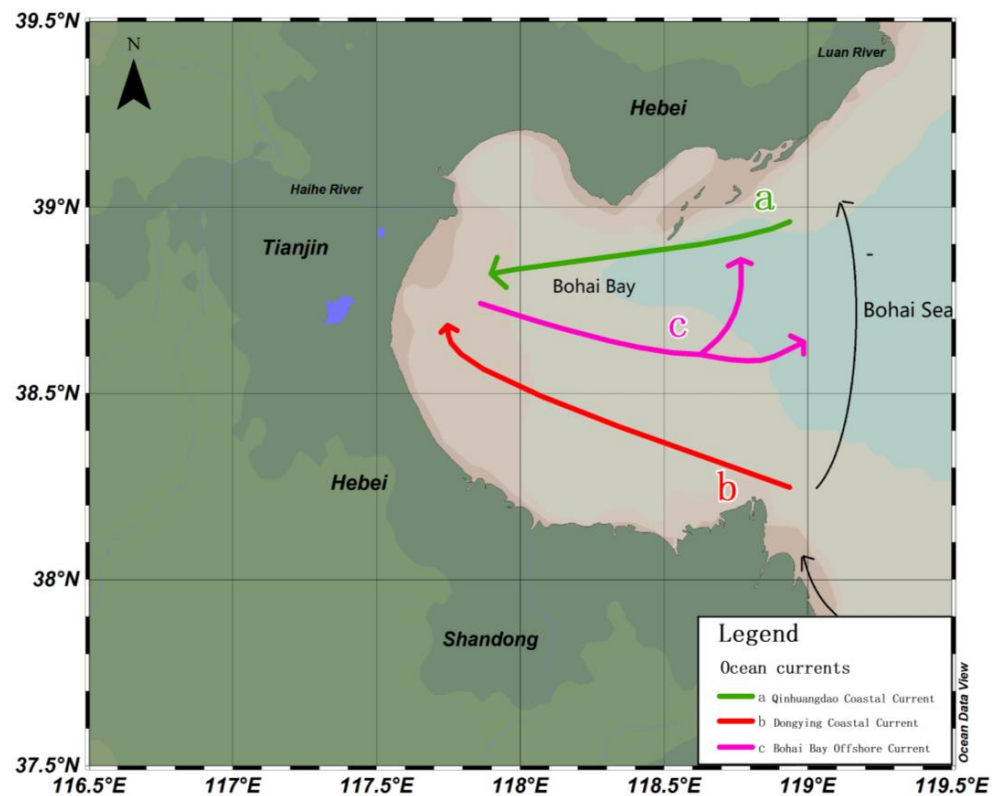 39.5°N
N
Luan River
Hebei
Haihe River
39°N
a
Tianjin
Bohai Bay
Bohai Sea
c
38.5°N
Hebei
b
38°N
Shandong
Legend
Ocean currents
a Qinhuangdao Coastal Current
b Dongying Coastal Current
c Bohai Bay Offshore Current
Ocean Data View
37.5°N
116.5°E 117°E 117.5°E 118°E 118.5°E 119°E 119.5°E